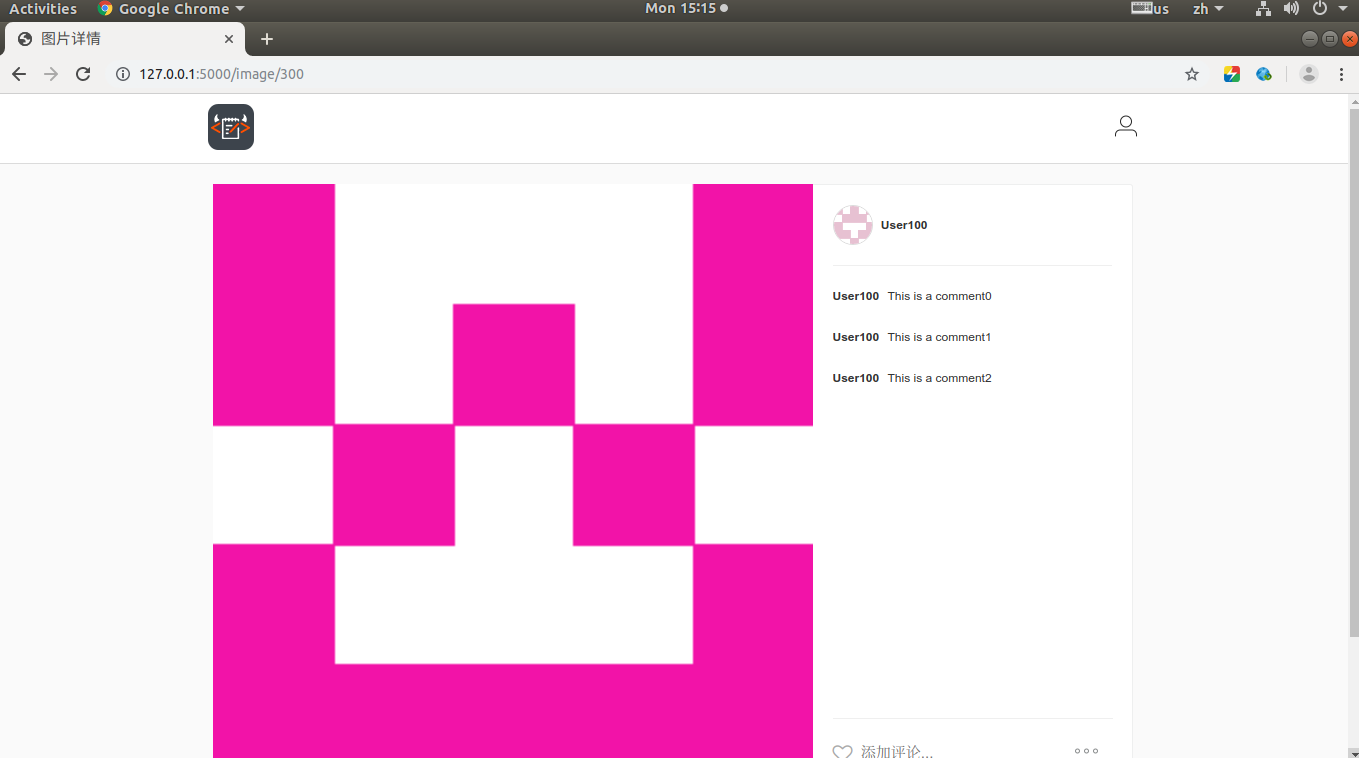 Activities Google Chrome Mon 15:15 us zh
图片详情
127.0.0.1:5000/image/300
User100
User100 This is a comment0
User100 This is a comment1
User100 This is a comment2
添加评论...